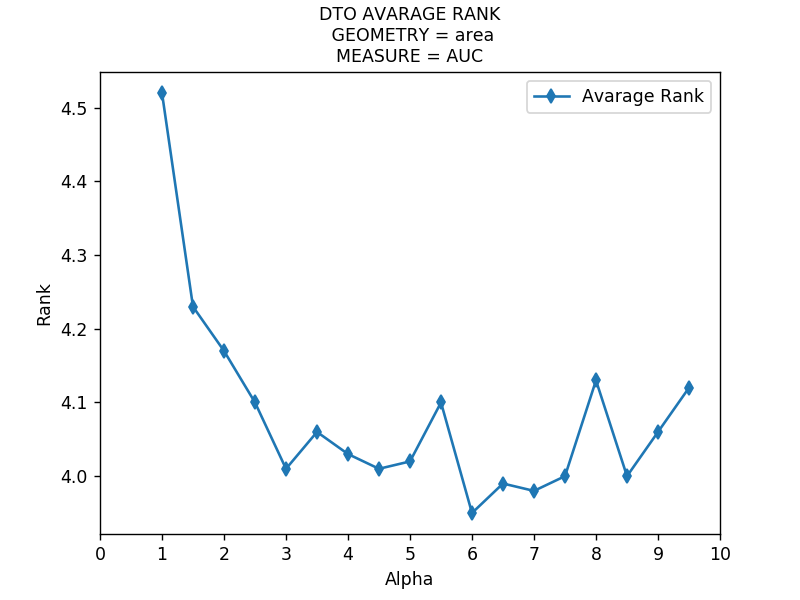 DTO AVARAGE RANK
GEOMETRY = area
MEASURE = AUC
Avarage Rank
4.5
4.4
4.3
4.2
4.1
4.0
Rank
0 1 2 3 4 5 6 7 8 9 10
Alpha